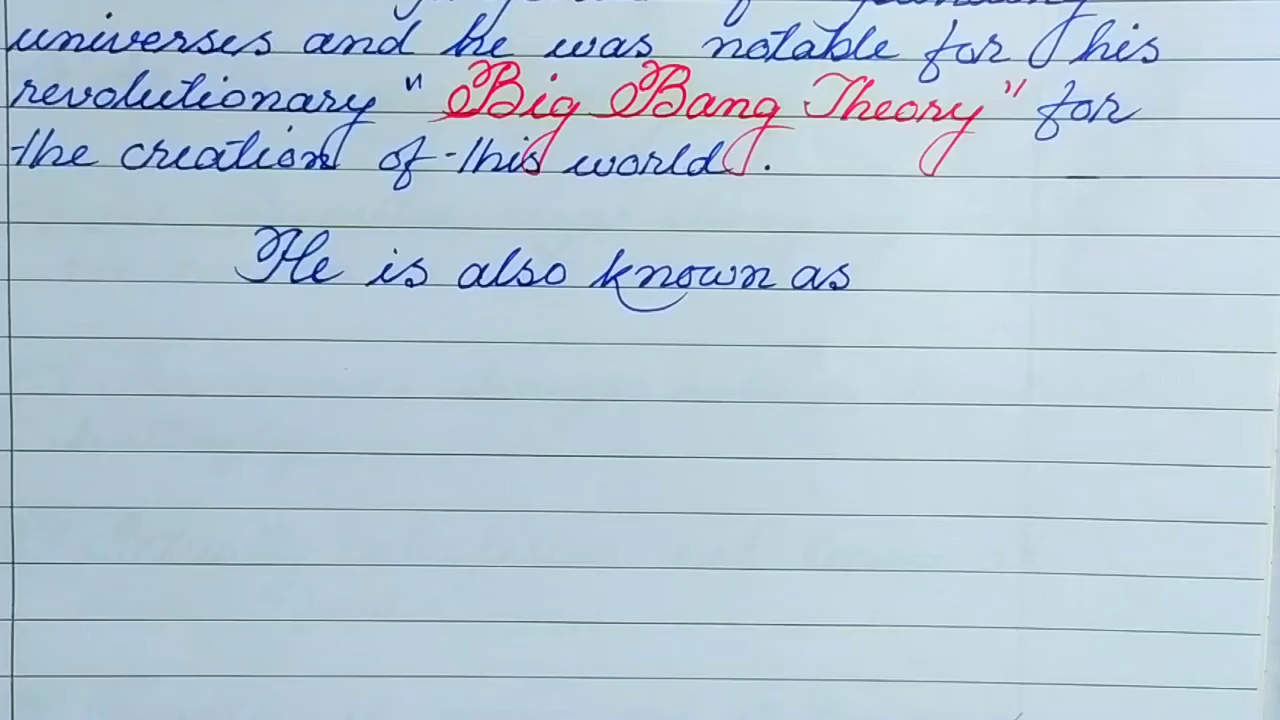 universes and he was notable for his
revolutionary "Big Bang Theory" for
the creation of this world.
He is also known as